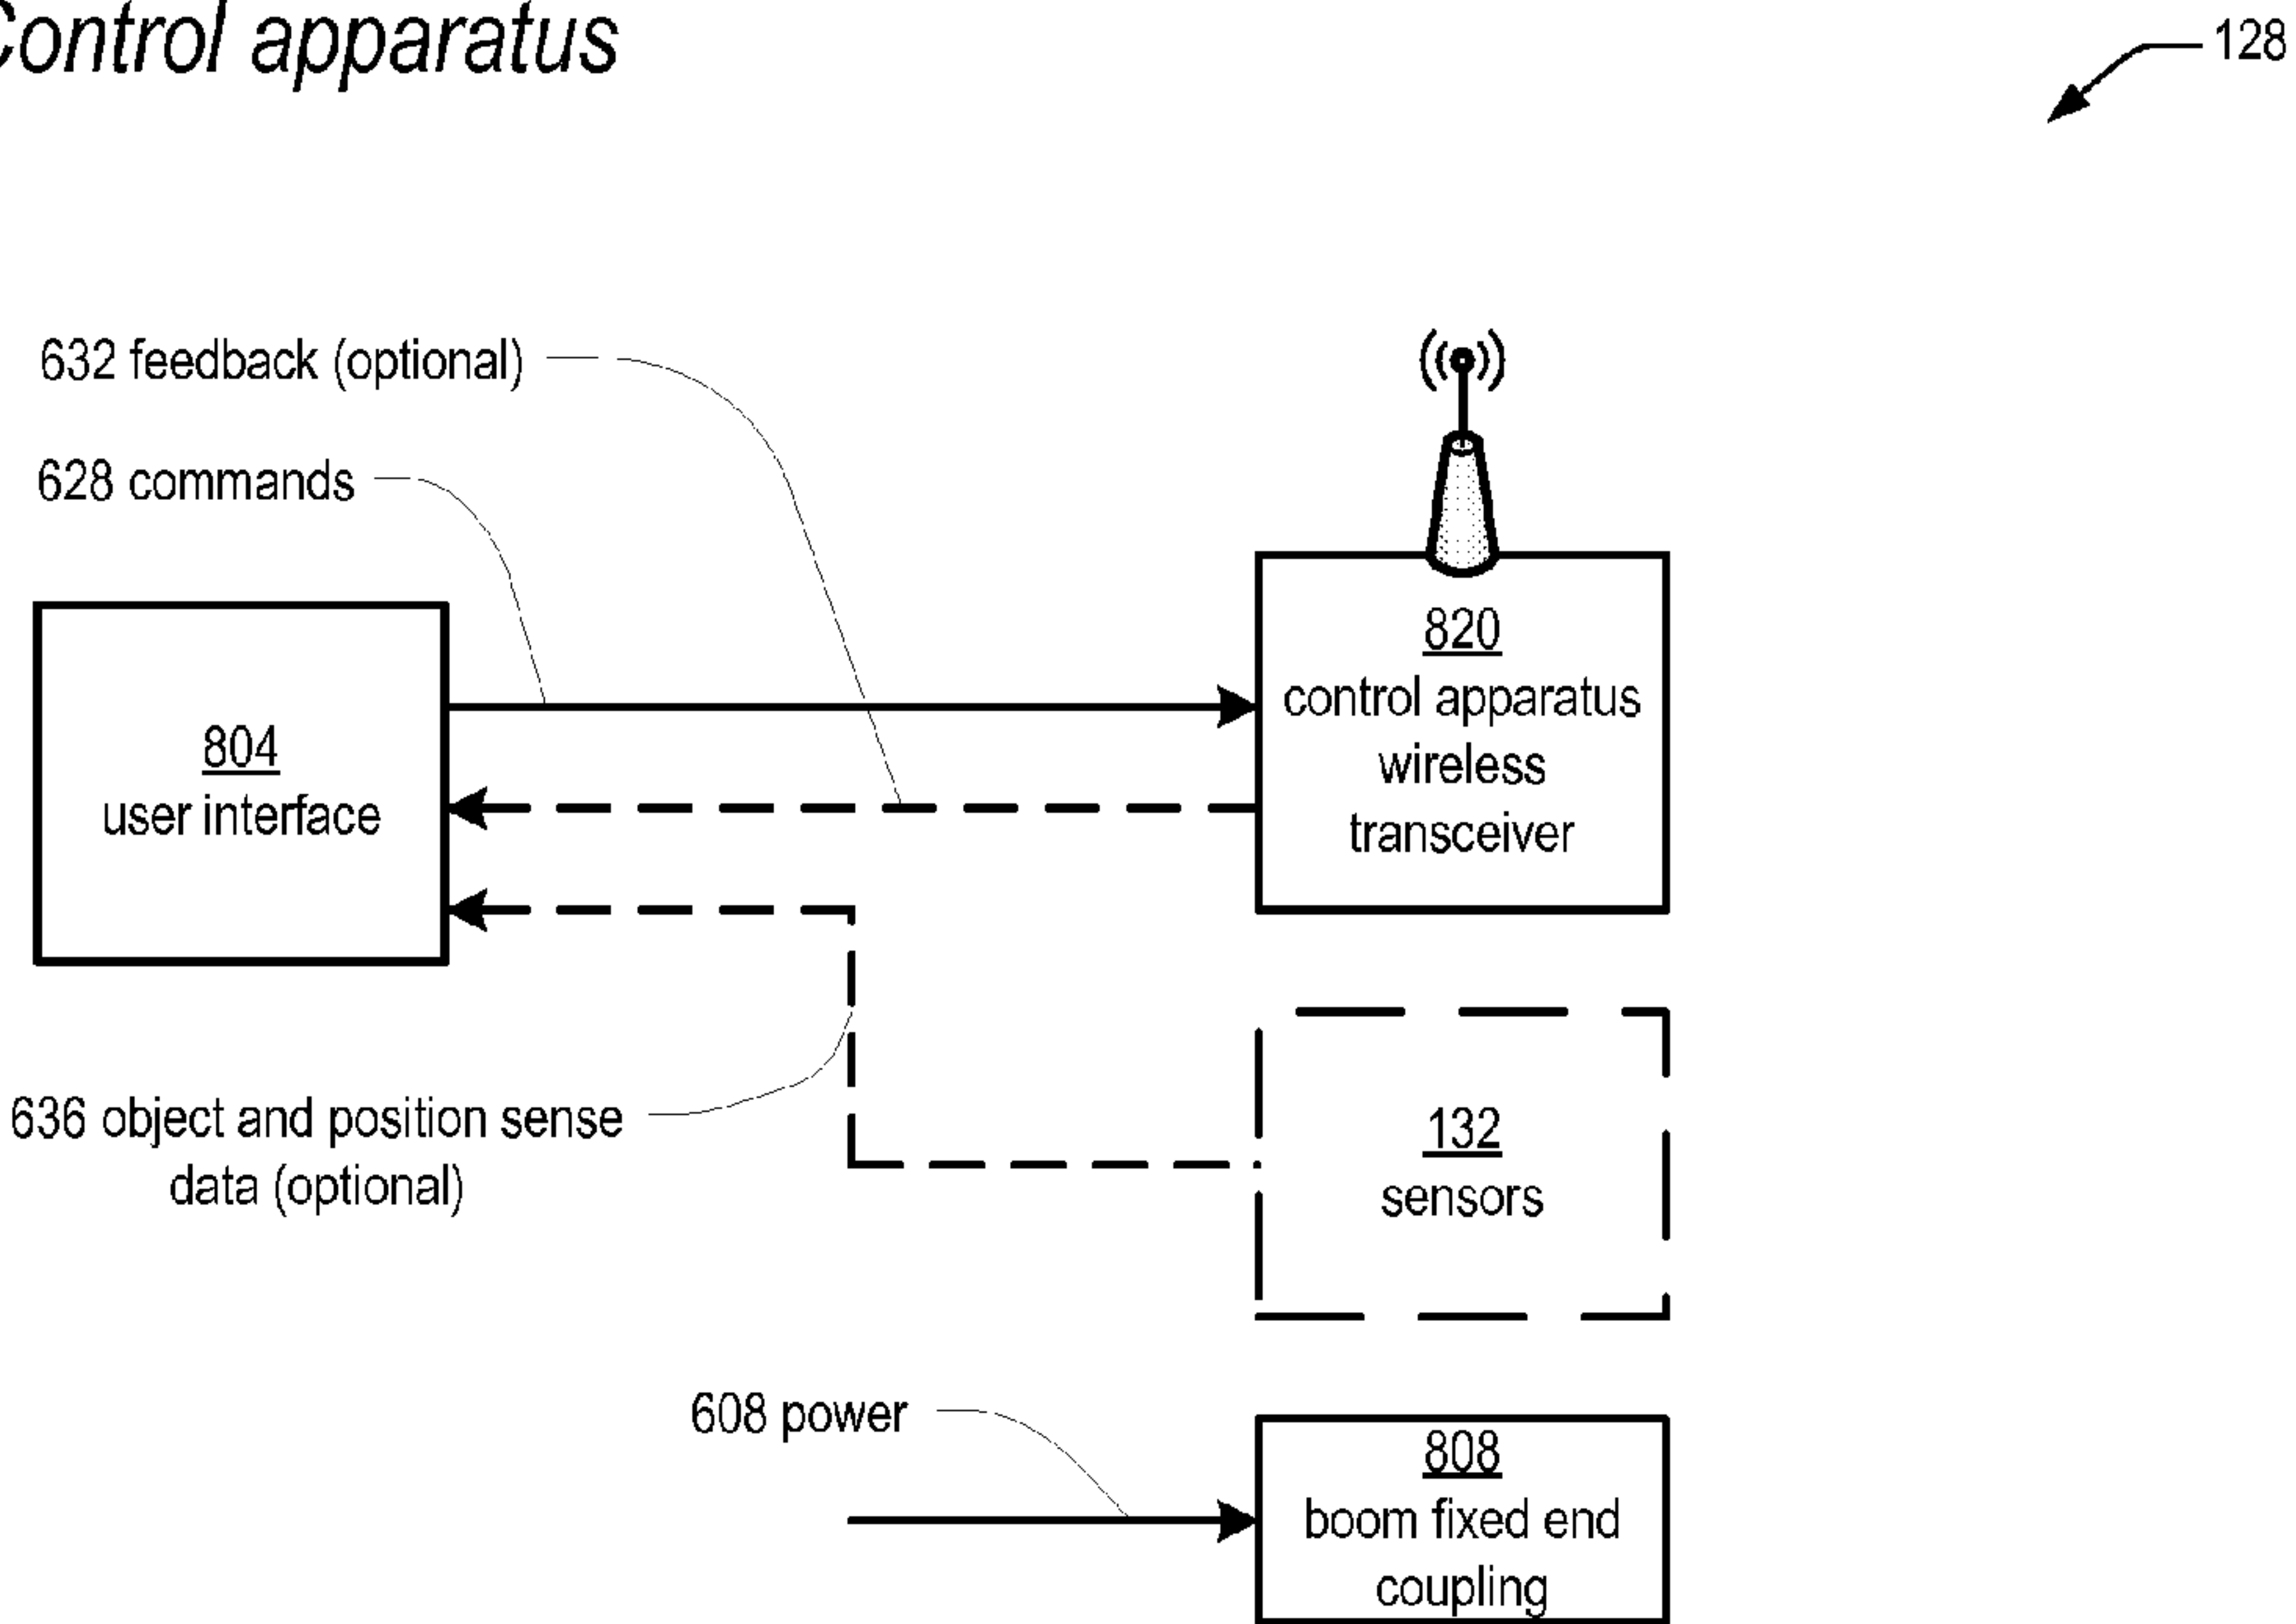 Control apparatus
128
632 feedback (optional)
628 commands
820
control apparatus
wireless
transceiver
804
user interface
636 object and position sense
data (optional)
132
sensors
608 power
808
boom fixed end
coupling